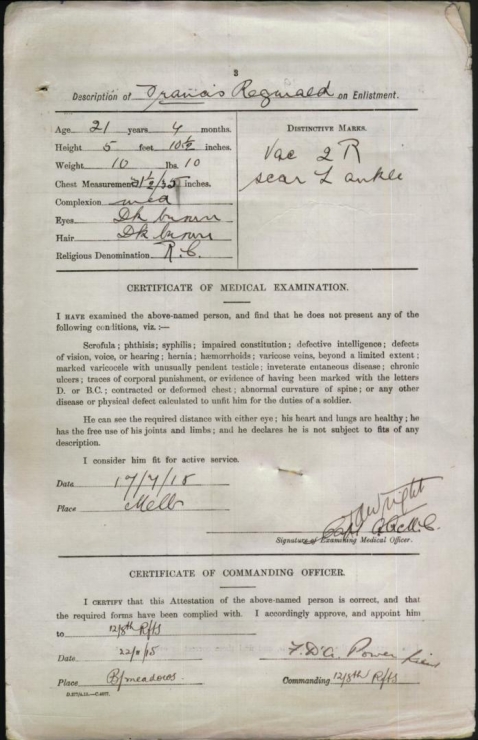 3
Description of Francis Reginald on Enlistment.
Age 21 years 4 months.
Height 5 feet 10½ inches.
Weight 10 lbs. 10
Chest Measurement 31½/35 inches.
Complexion med
Eyes Dk brown
Hair Dk brown
Religious Denomination R.C.
DISTINCTIVE MARKS.
Vac 2 R
scar L ankle
CERTIFICATE OF MEDICAL EXAMINATION.
I HAVE examined the above-named person, and find that he does not present any of the
following conditions, viz. :—
Scrofula ; phthisis ; syphilis ; impaired constitution ; defective intelligence ; defects
of vision, voice, or hearing ; hernia ; hæmorrhoids ; varicose veins, beyond a limited extent ;
marked varicocele with unusually pendent testicle ; inveterate cutaneous disease ; chronic
ulcers ; traces of corporal punishment, or evidence of having been marked with the letters
D. or B.C. ; contracted or deformed chest ; abnormal curvature of spine ; or any other
disease or physical defect calculated to unfit him for the duties of a soldier.
He can see the required distance with either eye ; his heart and lungs are healthy ; he
has the free use of his joints and limbs ; and he declares he is not subject to fits of any
description.
I consider him fit for active service.
Date 17/7/15
Place Melb
Wright
Capt A.A.M.C.
Signature of Examining Medical Officer.
CERTIFICATE OF COMMANDING OFFICER.
I CERTIFY that this Attestation of the above-named person is correct, and that
the required forms have been complied with. I accordingly approve, and appoint him
to 12/8th Rfts
Date 22/ /15
F. D'A. Power Lieut
Place B/meadows
Commanding 12/8th Rfts